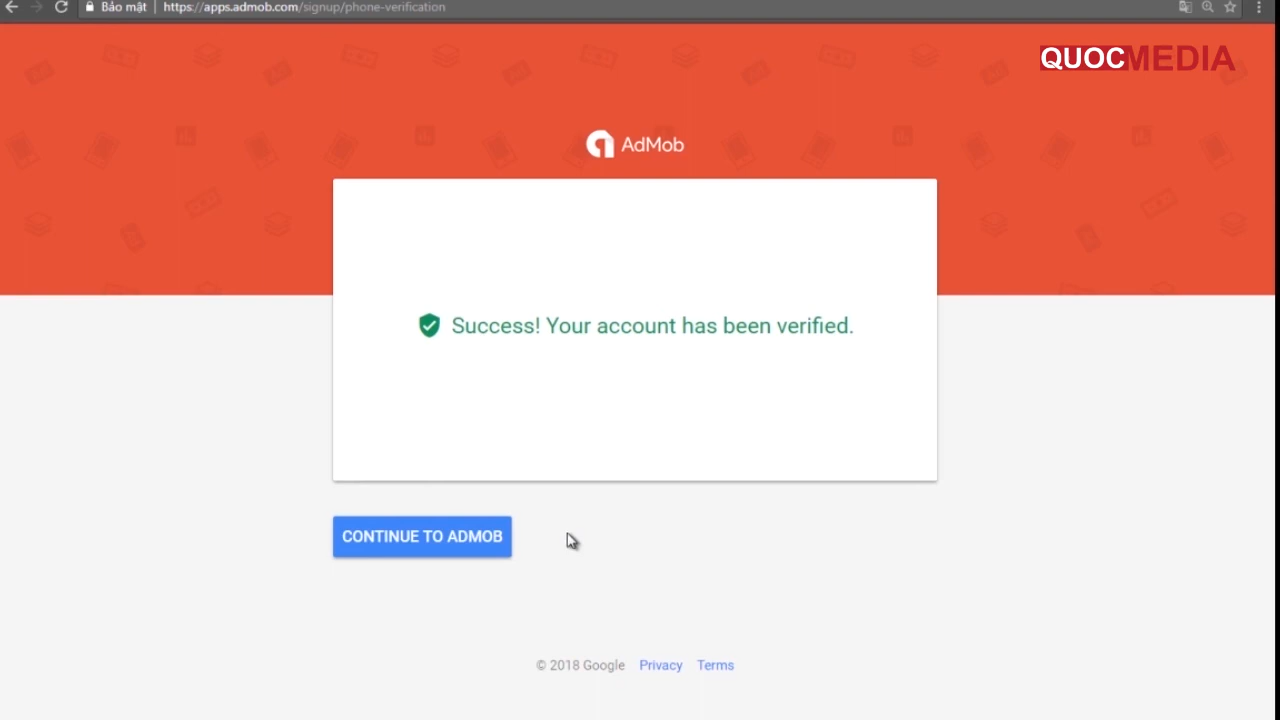 Bảo mật https://apps.admob.com/signup/phone-verification
QUOCMEDIA
AdMob
Success! Your account has been verified.
CONTINUE TO ADMOB
© 2018 Google Privacy Terms